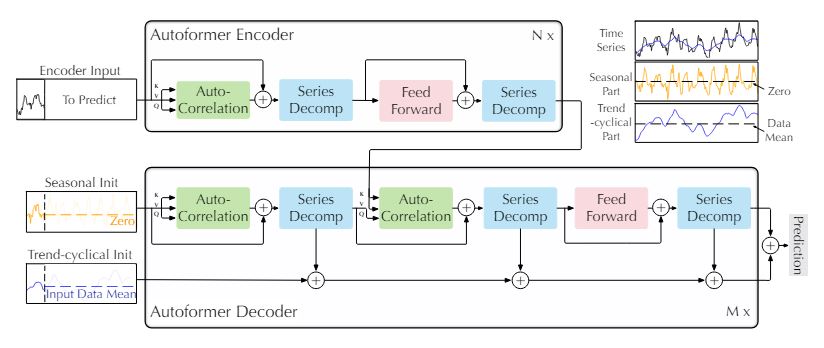 Autoformer Encoder
N x
Encoder Input
To Predict
K
V
Q
Auto-
Correlation
+
Series
Decomp
Feed
Forward
+
Series
Decomp
Time
Series
Seasonal
Part
Zero
Trend
-cyclical
Part
Data
Mean
Seasonal Init
Zero
K
V
Q
Auto-
Correlation
+
Series
Decomp
K
V
Q
Auto-
Correlation
+
Series
Decomp
Feed
Forward
+
Series
Decomp
Trend-cyclical Init
Input Data Mean
+
+
+
+
Prediction
Autoformer Decoder
M x